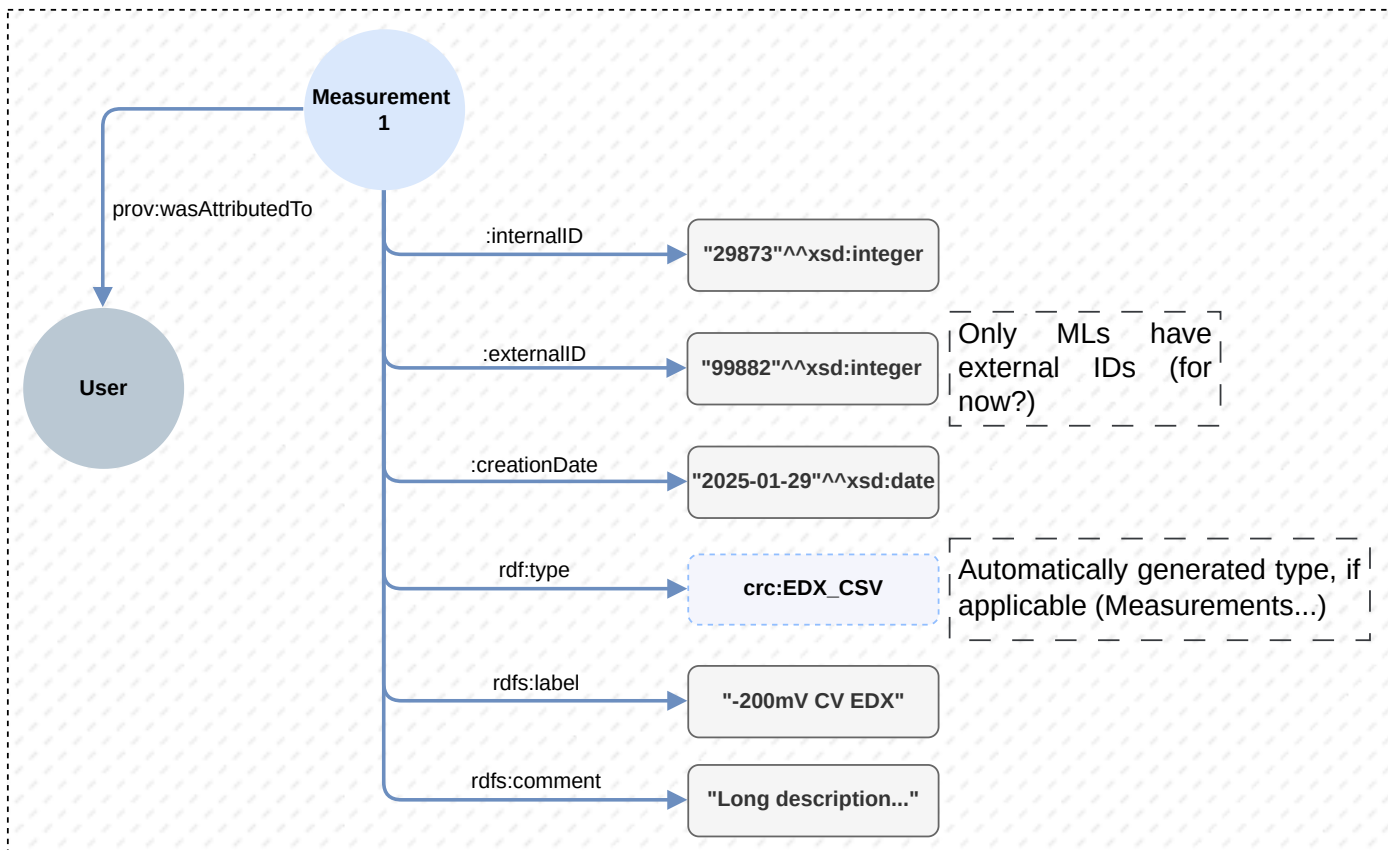 Measurement
1
prov:wasAttributedTo
:internalID
"29873"^^xsd:integer
Only MLs have
external IDs (for
now?)
:externalID
"99882"^^xsd:integer
User
:creationDate
"2025-01-29"^^xsd:date
rdf:type
crc:EDX_CSV
Automatically generated type, if
applicable (Measurements...)
rdfs:label
"-200mV CV EDX"
rdfs:comment
"Long description..."